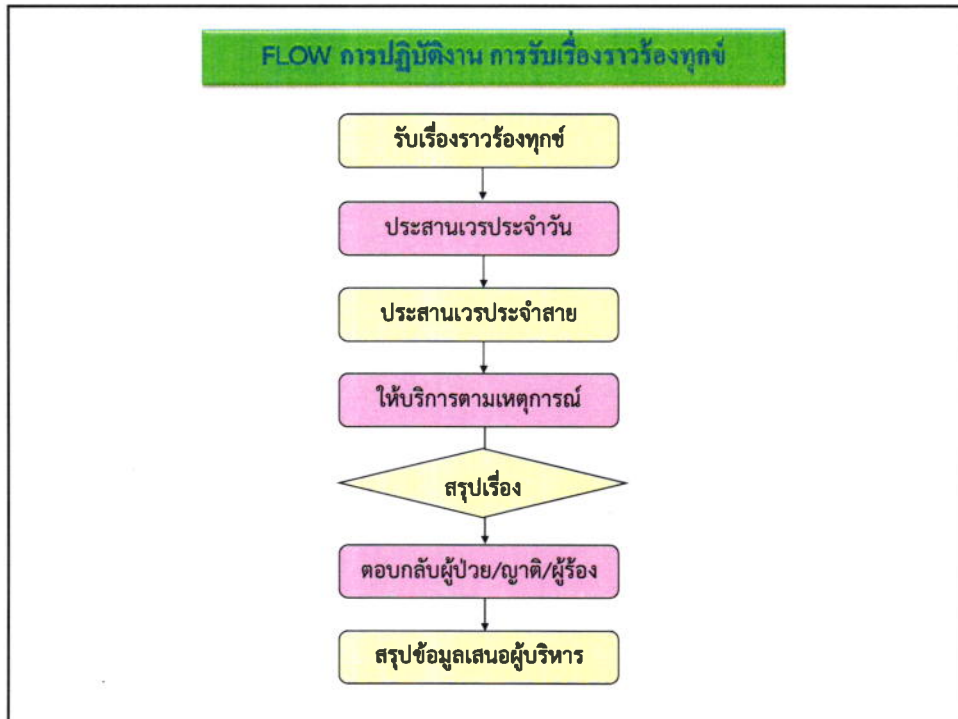 FLOW การปฏิบัติงาน การรับเรื่องราวร้องทุกข์
รับเรื่องราวร้องทุกข์
ประสานเวรประจำวัน
ประสานเวรประจำสาย
ให้บริการตามเหตุการณ์
สรุปเรื่อง
ตอบกลับผู้ป่วย/ญาติ/ผู้ร้อง
สรุปข้อมูลเสนอผู้บริหาร